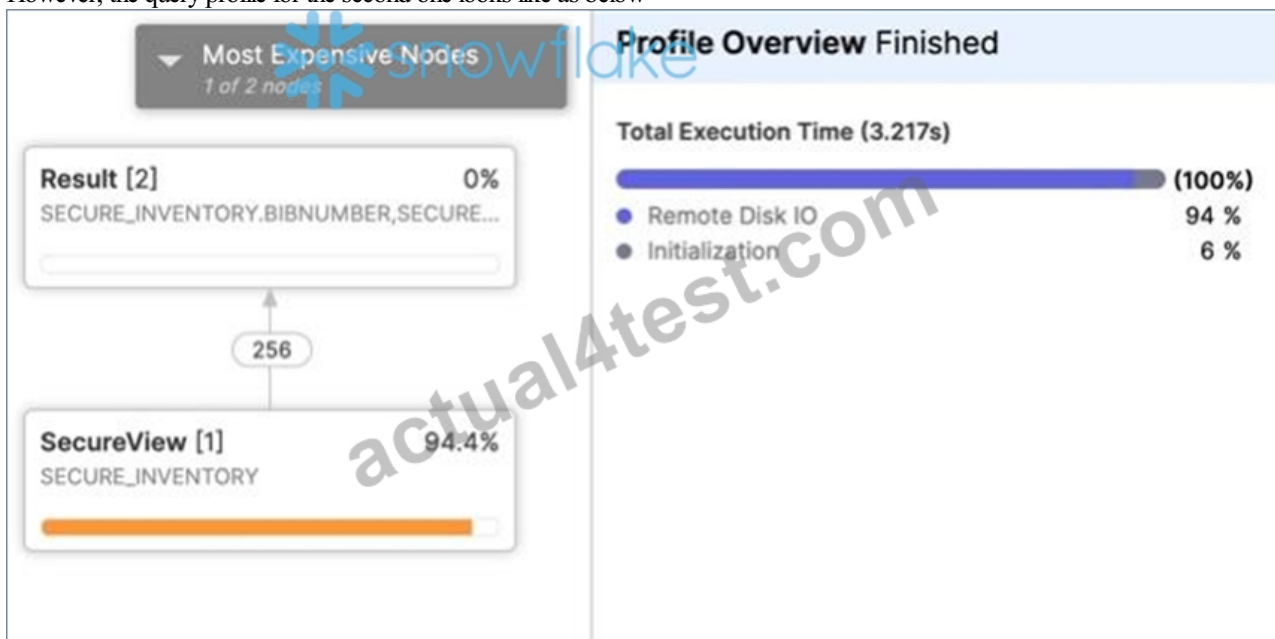 However, the query profile for the second one looks like as below
Most Expensive Nodes
1 of 2 nodes
snowflake
Profile Overview Finished
Total Execution Time (3.217s)
(100%)
Remote Disk IO 94 %
Initialization 6 %
Result [2] 0%
SECURE_INVENTORY.BIBNUMBER,SECURE...
256
SecureView [1] 94.4%
SECURE_INVENTORY
actual4test.com